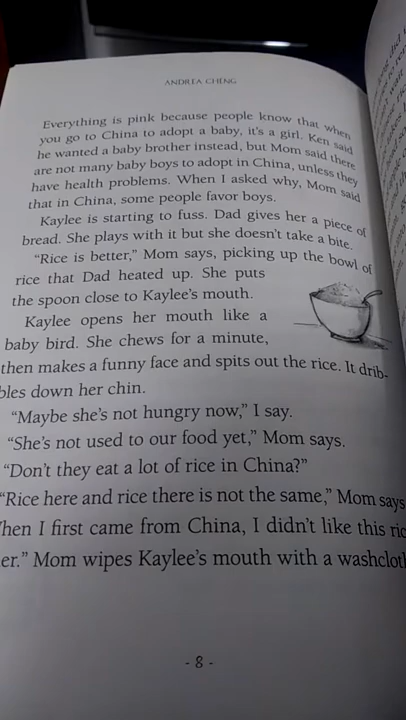 ANDREA CHENG
Everything is pink because people know that when
you go to China to adopt a baby, it's a girl. Ken said
he wanted a baby brother instead, but Mom said there
are not many baby boys to adopt in China, unless they
have health problems. When I asked why, Mom said
that in China, some people favor boys.
Kaylee is starting to fuss. Dad gives her a piece of
bread. She plays with it but she doesn't take a bite.
"Rice is better," Mom says, picking up the bowl of
rice that Dad heated up. She puts
the spoon close to Kaylee's mouth.
Kaylee opens her mouth like a
baby bird. She chews for a minute,
then makes a funny face and spits out the rice. It drib-
bles down her chin.
"Maybe she's not hungry now," I say.
"She's not used to our food yet," Mom says.
"Don't they eat a lot of rice in China?"
"Rice here and rice there is not the same," Mom says
hen I first came from China, I didn't like this ric
er." Mom wipes Kaylee's mouth with a washcloth
- 8 -